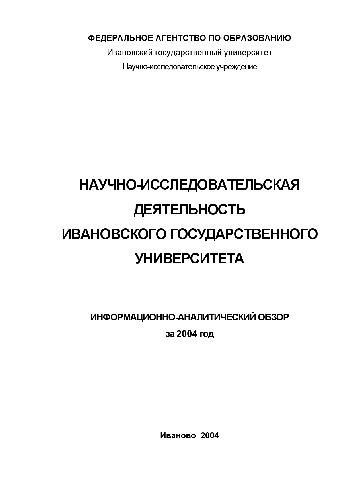 ФЕДЕРАЛЬНОЕ АГЕНТСТВО ПО ОБРАЗОВАНИЮ
Ивановский государственный университет
Научно-исследовательское учреждение
НАУЧНО-ИССЛЕДОВАТЕЛЬСКАЯ
ДЕЯТЕЛЬНОСТЬ
ИВАНОВСКОГО ГОСУДАРСТВЕННОГО
УНИВЕРСИТЕТА
ИНФОРМАЦИОННО-АНАЛИТИЧЕСКИЙ ОБЗОР
за 2004 год
Иваново 2004